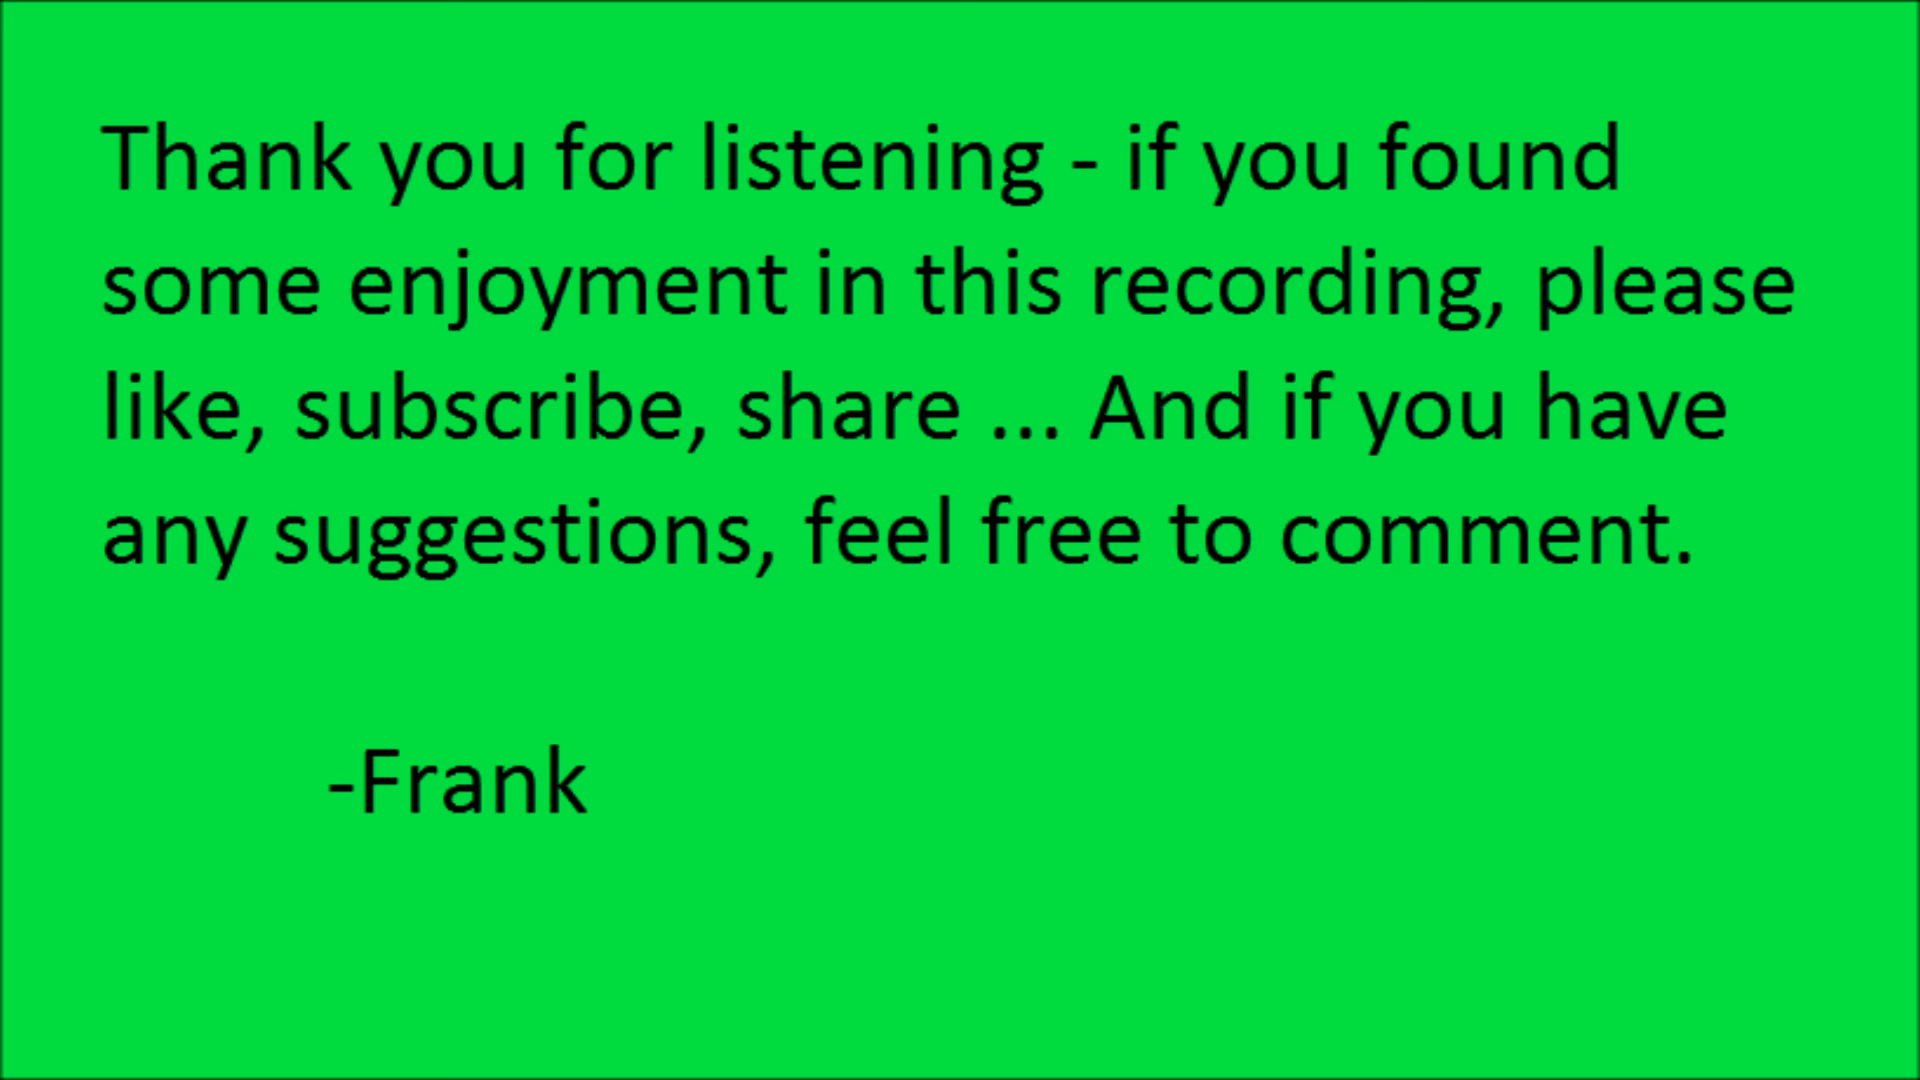 Thank you for listening - if you found
some enjoyment in this recording, please
like, subscribe, share ... And if you have
any suggestions, feel free to comment.
-Frank